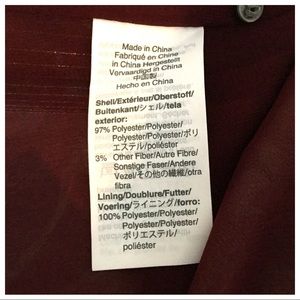 Made in China
Fabriqué en Chine
in China Hergestellt
Vervaardigd in China
中国製
Hecho en China
Shell/Extérieur/Oberstoff/
Buitenkant/シェル/tela
exterior:
97% Polyester/Polyester/
Polyester/Polyester/ポリ
エステル/poliéster
3% Other Fiber/Autre Fibre/
Sonstige Faser/Andere
Vezel/その他の繊維/otra
fibra
Lining/Doublure/Futter/
Voering/ライニング/forro:
100% Polyester/Polyester/
Polyester/Polyester/
ポリエステル/
poliéster